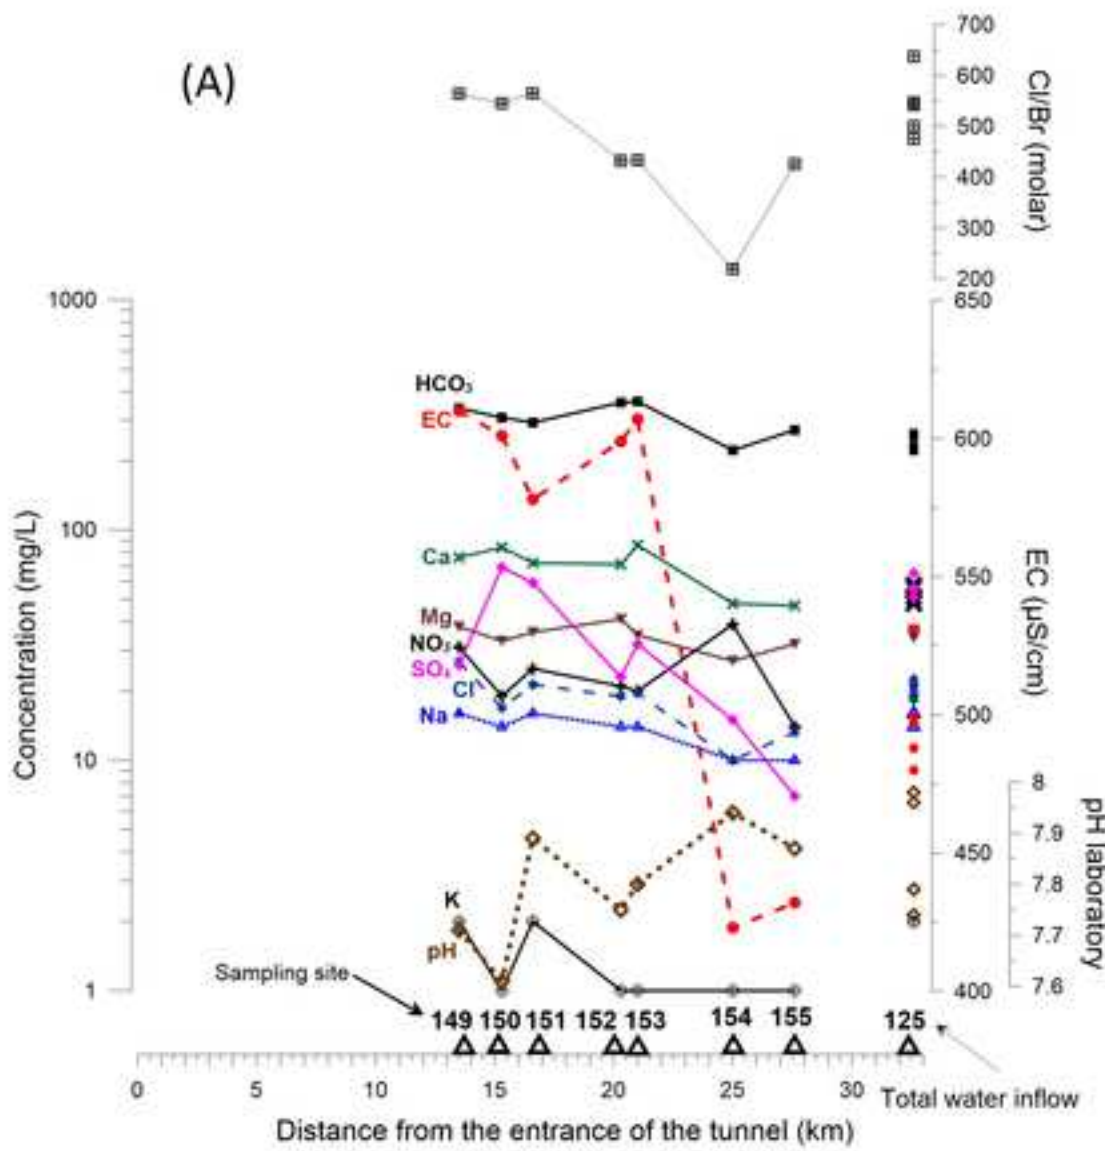 (A)
700
600
500
400
300
200
Cl/Br (molar)
1000
100
10
1
Concentration (mg/L)
650
600
550
500
450
400
EC (µS/cm)
8
7.9
7.8
7.7
7.6
pH laboratory
HCO₃
EC
Ca
Mg
NO₃
SO₄
Cl
Na
K
pH
Sampling site
149 150 151 152 153 154 155 125
0 5 10 15 20 25 30
Total water inflow
Distance from the entrance of the tunnel (km)